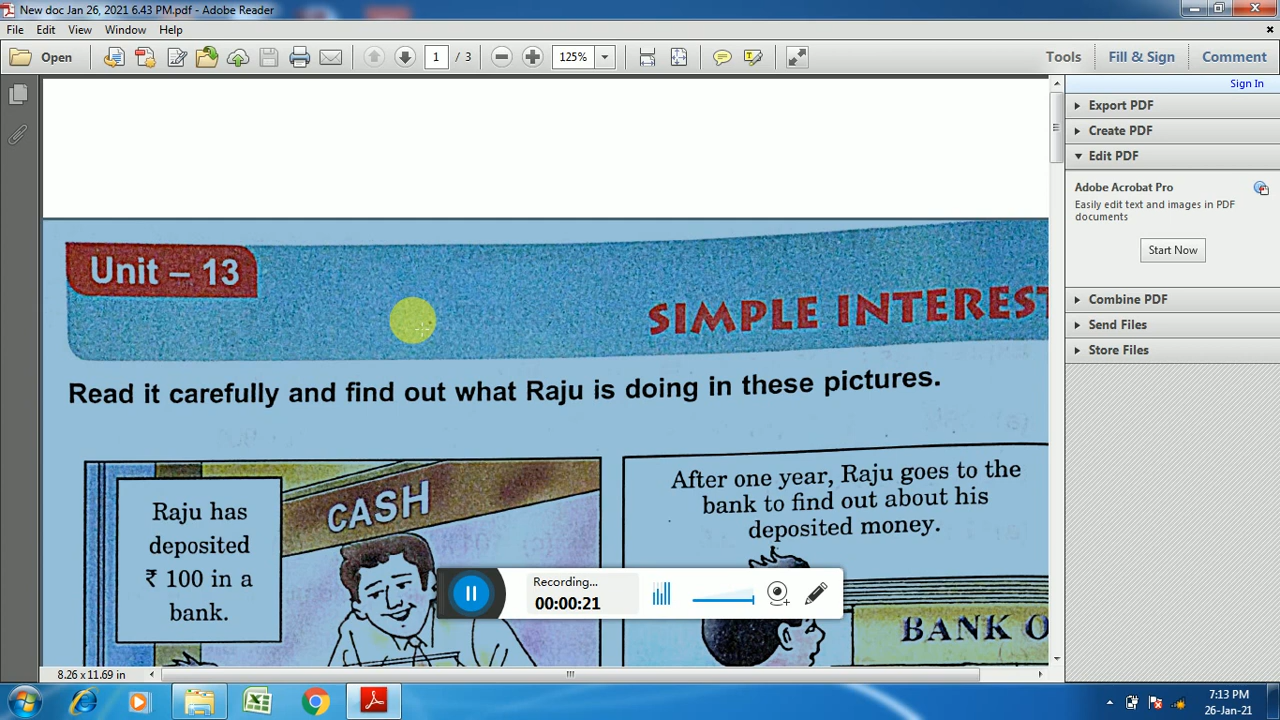 New doc Jan 26, 2021 6.43 PM.pdf - Adobe Reader
File Edit View Window Help
Open 1 / 3 125% Tools Fill & Sign Comment
Sign In
Export PDF
Create PDF
Edit PDF
Adobe Acrobat Pro
Easily edit text and images in PDF
documents
Start Now
Combine PDF
Send Files
Store Files
Unit – 13
SIMPLE INTEREST
Read it carefully and find out what Raju is doing in these pictures.
Raju has
deposited
₹ 100 in a
bank.
CASH
After one year, Raju goes to the
bank to find out about his
deposited money.
BANK O
Recording...
00:00:21
8.26 x 11.69 in
7:13 PM
26-Jan-21